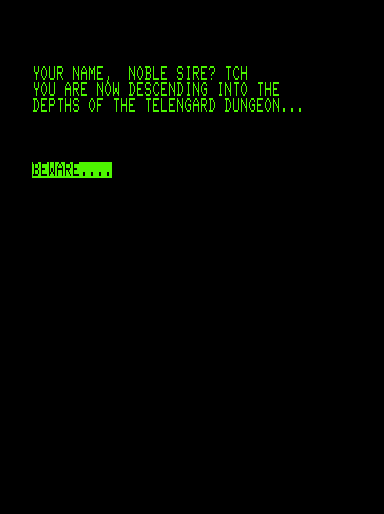 YOUR NAME, NOBLE SIRE? TCH
YOU ARE NOW DESCENDING INTO THE
DEPTHS OF THE TELENGARD DUNGEON...
BEWARE....